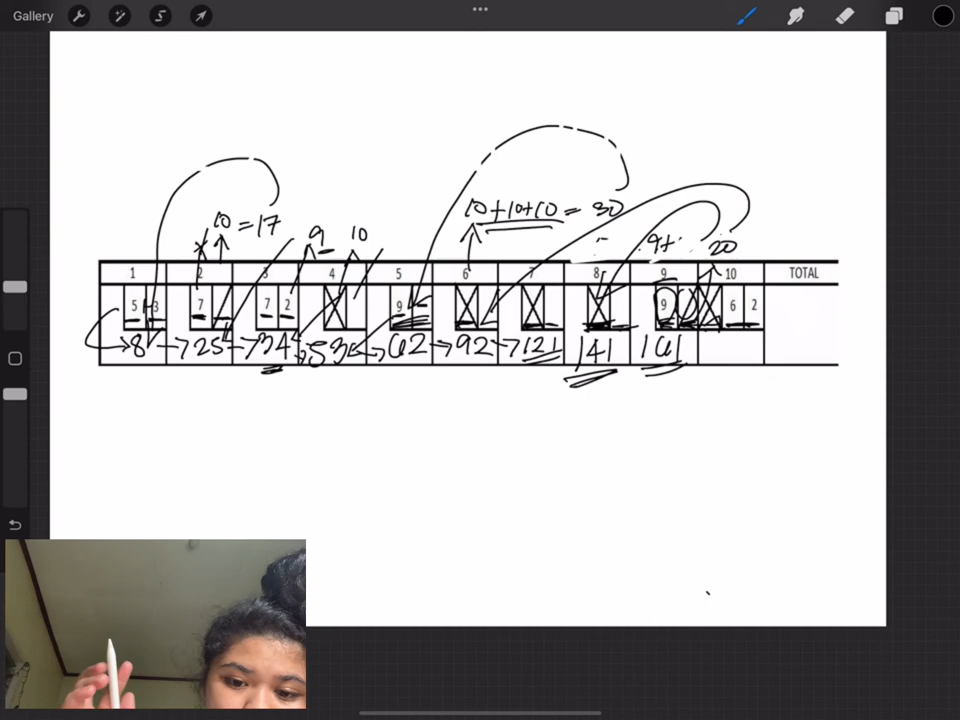 Gallery
10 = 17
10+10+10 = 30
9 10
9+ 20
1 2 3 4 5 6 7 8 9 10 TOTAL
5 3 7 7 2 9 9 6 2
8 25 34 53 62 92 121 141 161